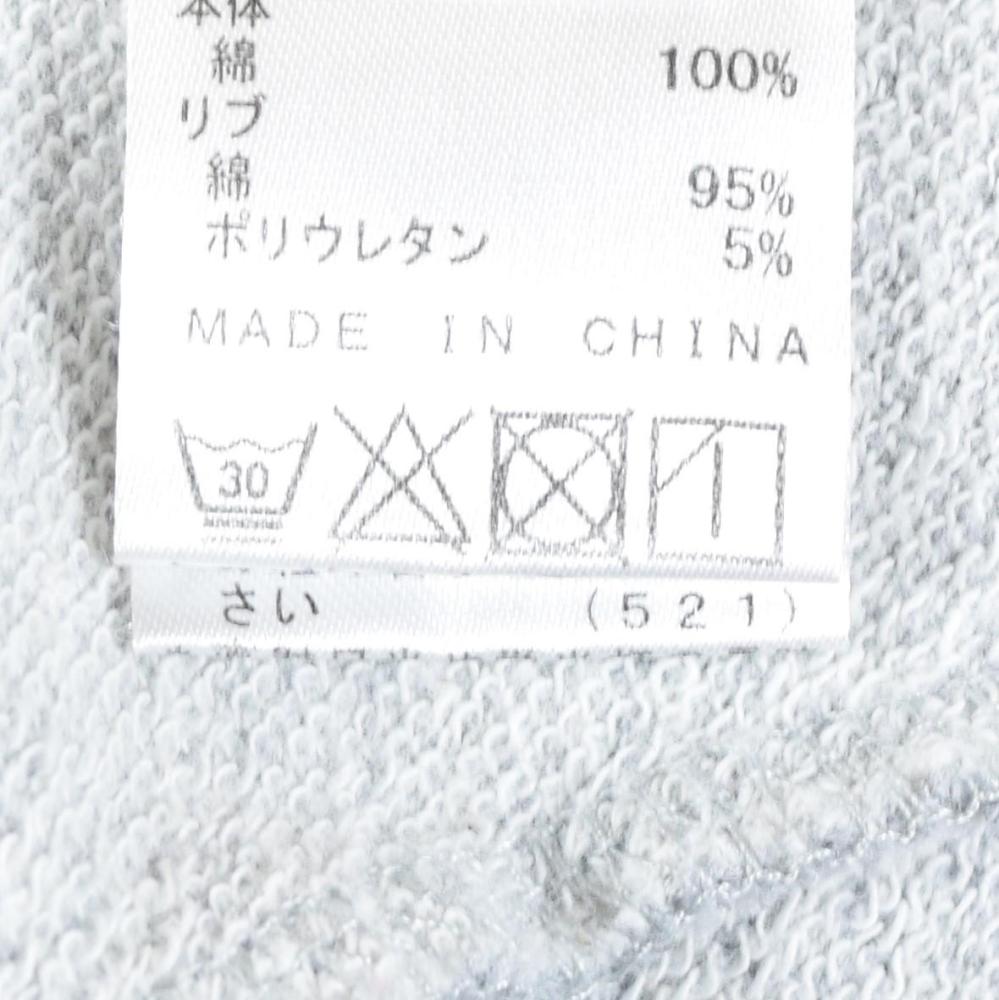 本体
綿 100%
リブ
綿 95%
ポリウレタン 5%
MADE IN CHINA
30
さい (521)